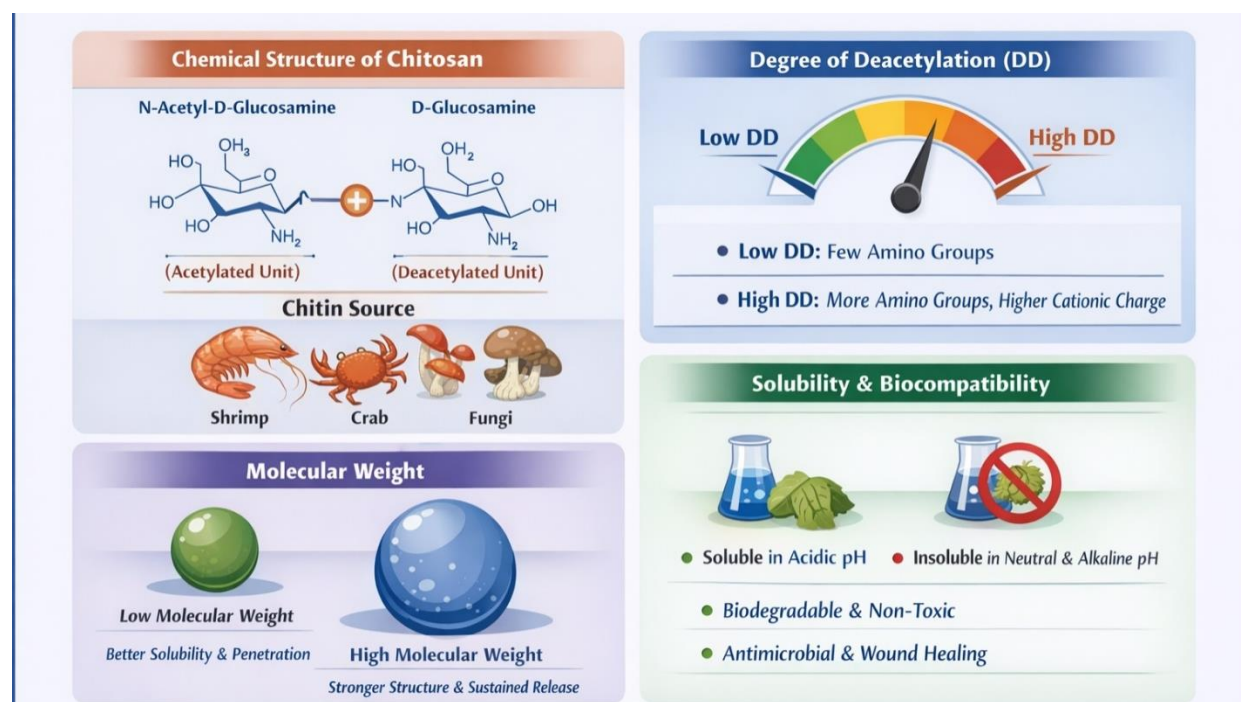 Chemical Structure of Chitosan
N-Acetyl-D-Glucosamine
D-Glucosamine
OH₃
HO
O
HO
HO
NH₂
+
OH₂
HO
O
N
OH
HO
NH₂
(Acetylated Unit)
(Deacetylated Unit)
Chitin Source
Shrimp
Crab
Fungi
Molecular Weight
Low Molecular Weight
Better Solubility & Penetration
High Molecular Weight
Stronger Structure & Sustained Release
Degree of Deacetylation (DD)
Low DD
High DD
• Low DD: Few Amino Groups
• High DD: More Amino Groups, Higher Cationic Charge
Solubility & Biocompatibility
• Soluble in Acidic pH
• Insoluble in Neutral & Alkaline pH
• Biodegradable & Non-Toxic
• Antimicrobial & Wound Healing